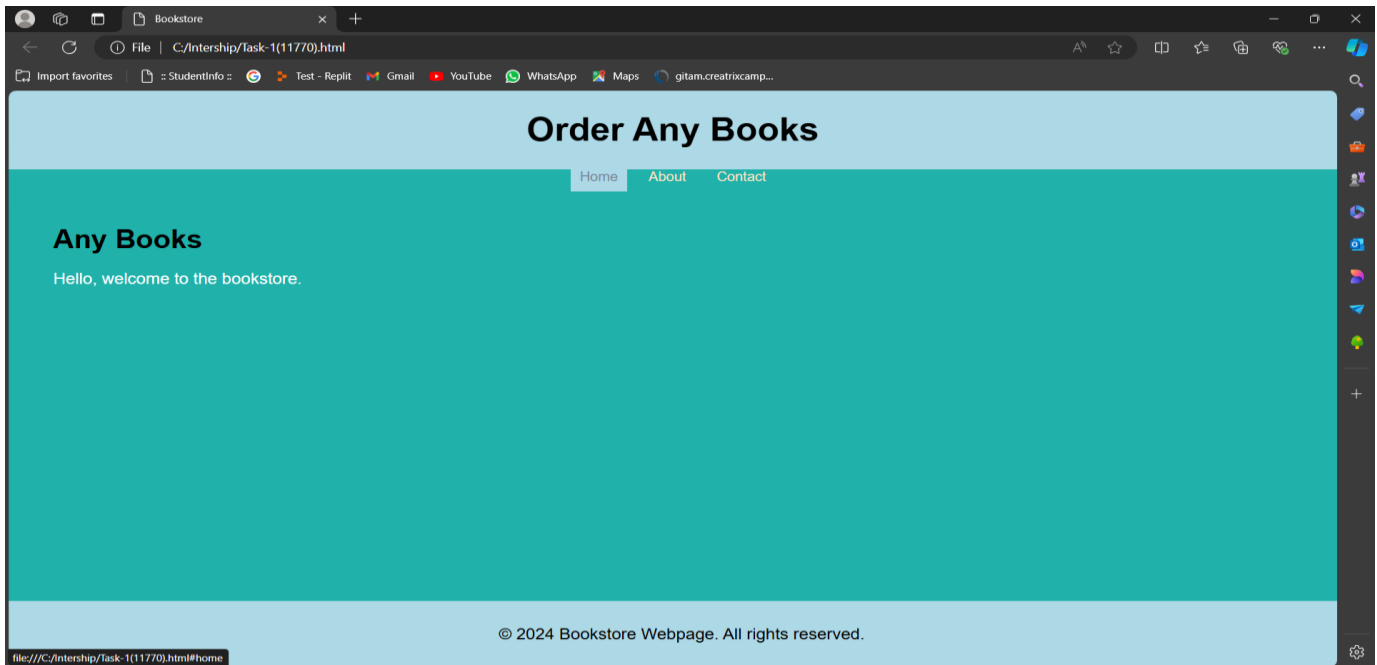 Bookstore
File | C:/Intership/Task-1(11770).html
Import favorites :: StudentInfo :: Test - Replit Gmail YouTube WhatsApp Maps gitam.creatrixcamp...
Order Any Books
Home About Contact
Any Books
Hello, welcome to the bookstore.
© 2024 Bookstore Webpage. All rights reserved.
file:///C:/Intership/Task-1(11770).html#home